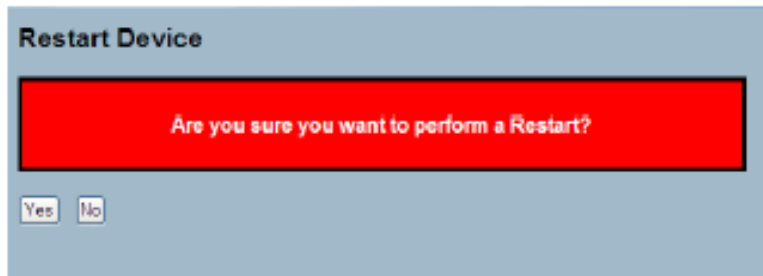 Restart Device
Are you sure you want to perform a Restart?
Yes No